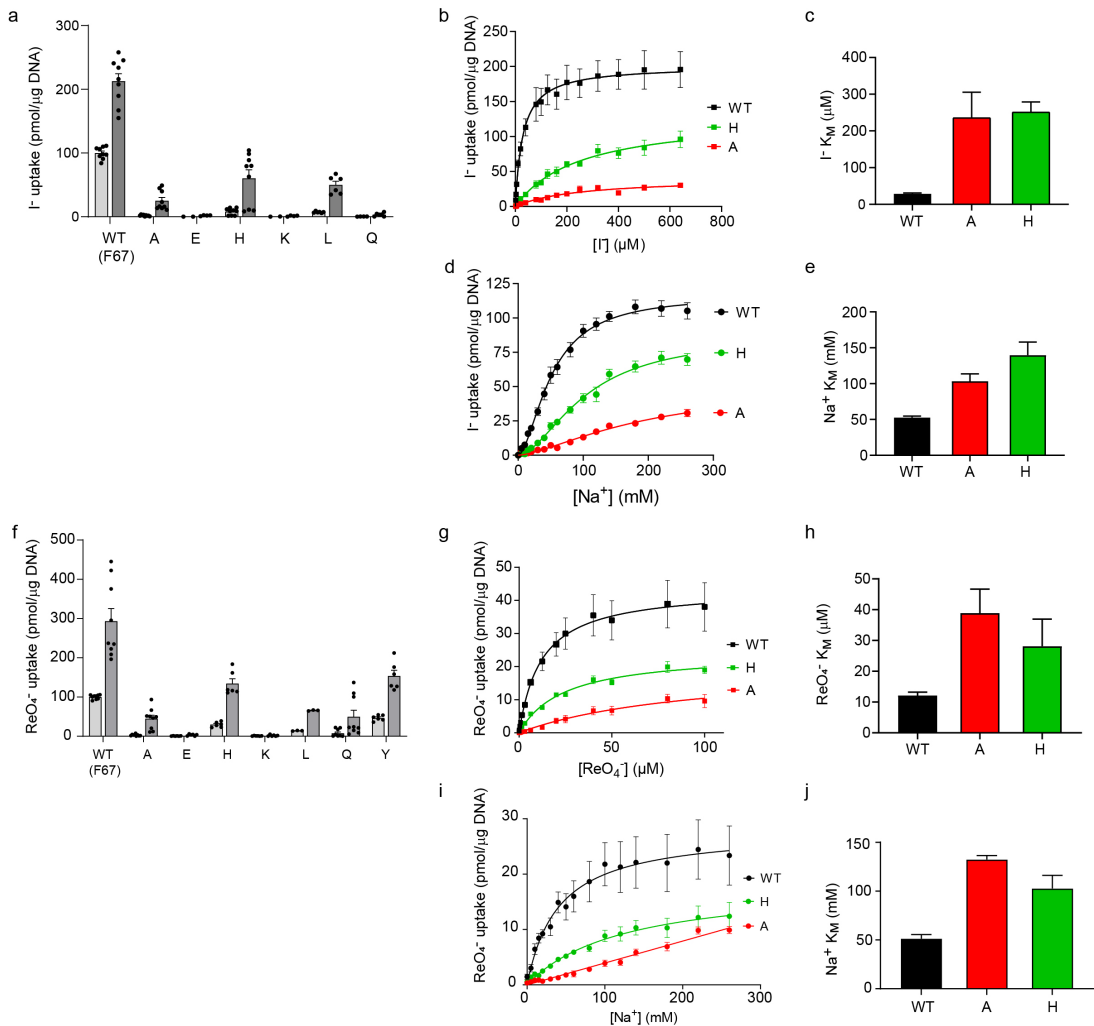 a
I⁻ uptake (pmol/μg DNA)
300
200
100
0
WT A E H K L Q
(F67)
b
I⁻ uptake (pmol/μg DNA)
250
200
150
100
50
0
0 200 400 600 800
[I⁻] (μM)
WT
H
A
c
I⁻ K_M (μM)
400
300
200
100
0
WT A H
d
I⁻ uptake (pmol/μg DNA)
125
100
75
50
25
0
0 100 200 300
[Na⁺] (mM)
WT
H
A
e
Na⁺ K_M (mM)
200
150
100
50
0
WT A H
f
ReO₄⁻ uptake (pmol/μg DNA)
500
400
300
200
100
0
WT A E H K L Q Y
(F67)
g
ReO₄⁻ uptake (pmol/μg DNA)
50
40
30
20
10
0
0 50 100
[ReO₄⁻] (μM)
WT
H
A
h
ReO₄⁻ K_M (μM)
50
40
30
20
10
0
WT A H
i
ReO₄⁻ uptake (pmol/μg DNA)
30
20
10
0
0 100 200 300
[Na⁺] (mM)
WT
H
A
j
Na⁺ K_M (mM)
150
100
50
0
WT A H